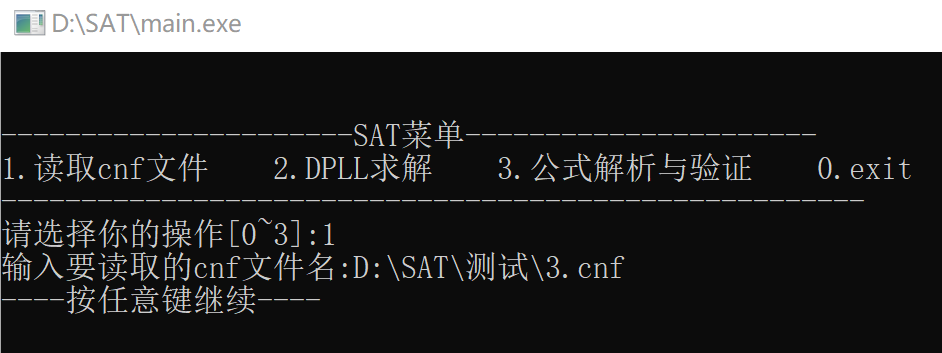 D:\SAT\main.exe
----------------------SAT菜单----------------------
1.读取cnf文件    2.DPLL求解    3.公式解析与验证    0.exit
------------------------------------------------------
请选择你的操作[0~3]:1
输入要读取的cnf文件名:D:\SAT\测试\3.cnf
----按任意键继续----